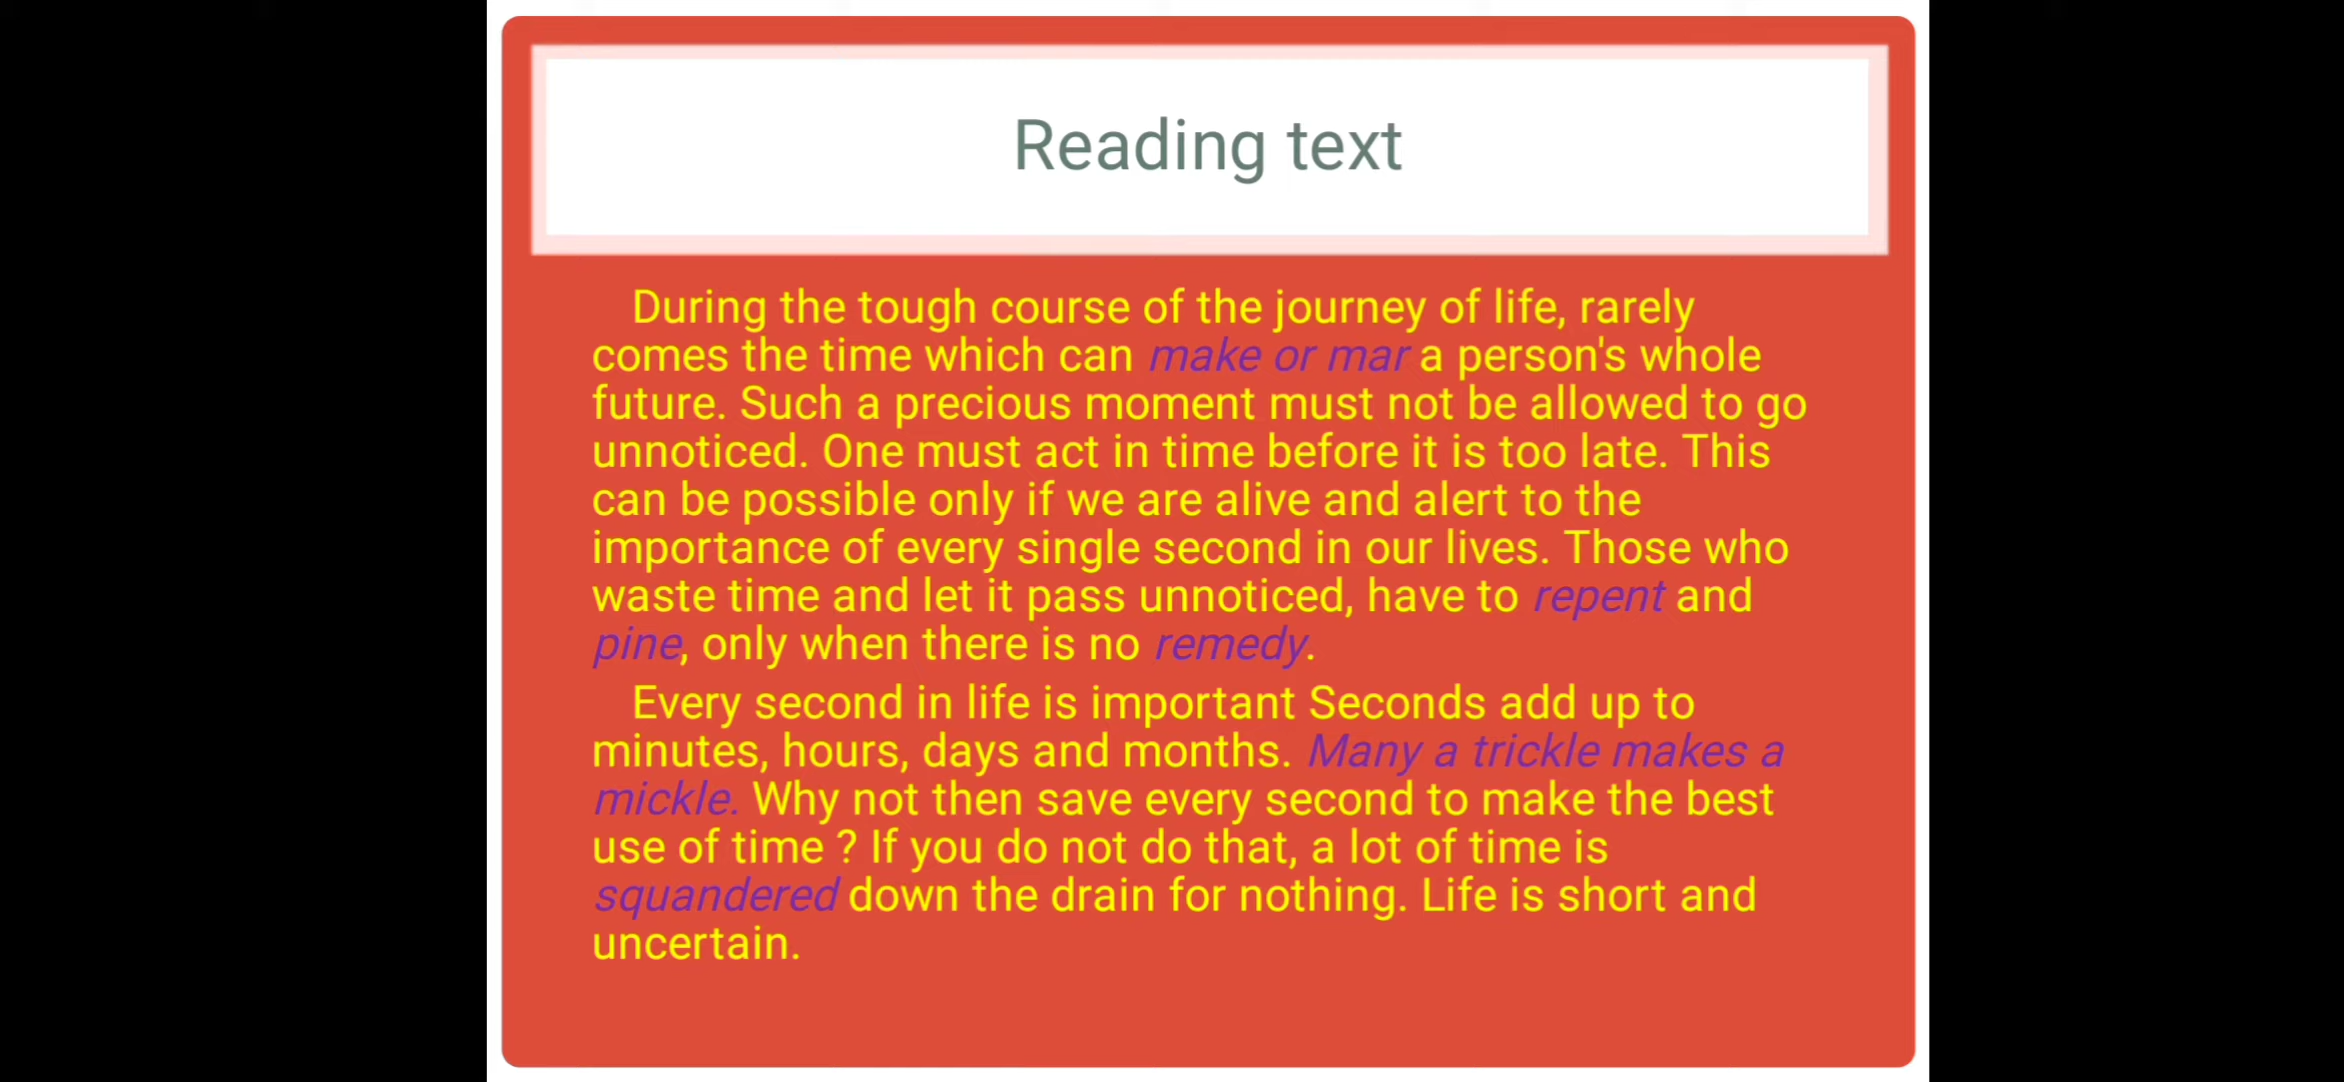 Reading text
During the tough course of the journey of life, rarely
comes the time which can make or mar a person's whole
future. Such a precious moment must not be allowed to go
unnoticed. One must act in time before it is too late. This
can be possible only if we are alive and alert to the
importance of every single second in our lives. Those who
waste time and let it pass unnoticed, have to repent and
pine, only when there is no remedy.
Every second in life is important Seconds add up to
minutes, hours, days and months. Many a trickle makes a
mickle. Why not then save every second to make the best
use of time ? If you do not do that, a lot of time is
squandered down the drain for nothing. Life is short and
uncertain.